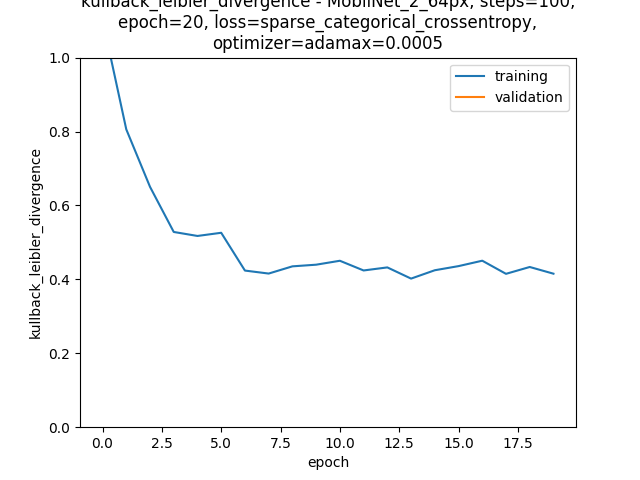 kullback_leibler_divergence - MobilNet_2_64px, steps=100,
epoch=20, loss=sparse_categorical_crossentropy,
optimizer=adamax=0.0005
training
validation
kullback_leibler_divergence
1.0
0.8
0.6
0.4
0.2
0.0
0.0 2.5 5.0 7.5 10.0 12.5 15.0 17.5
epoch